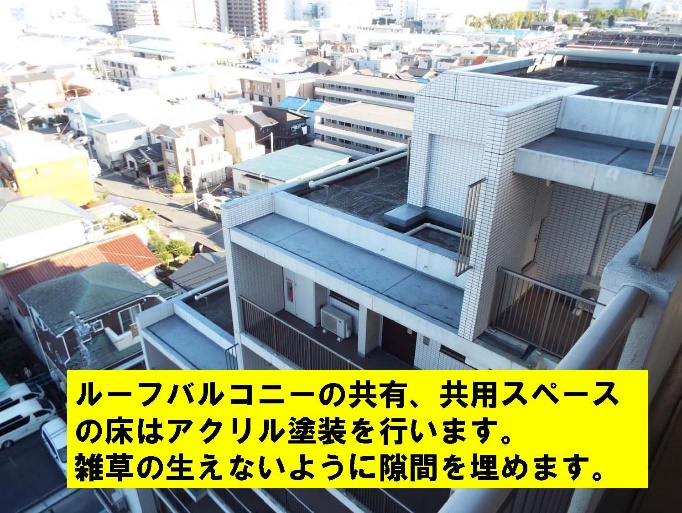 ルーフバルコニーの共有、共用スペース
の床はアクリル塗装を行います。
雑草の生えないように隙間を埋めます。